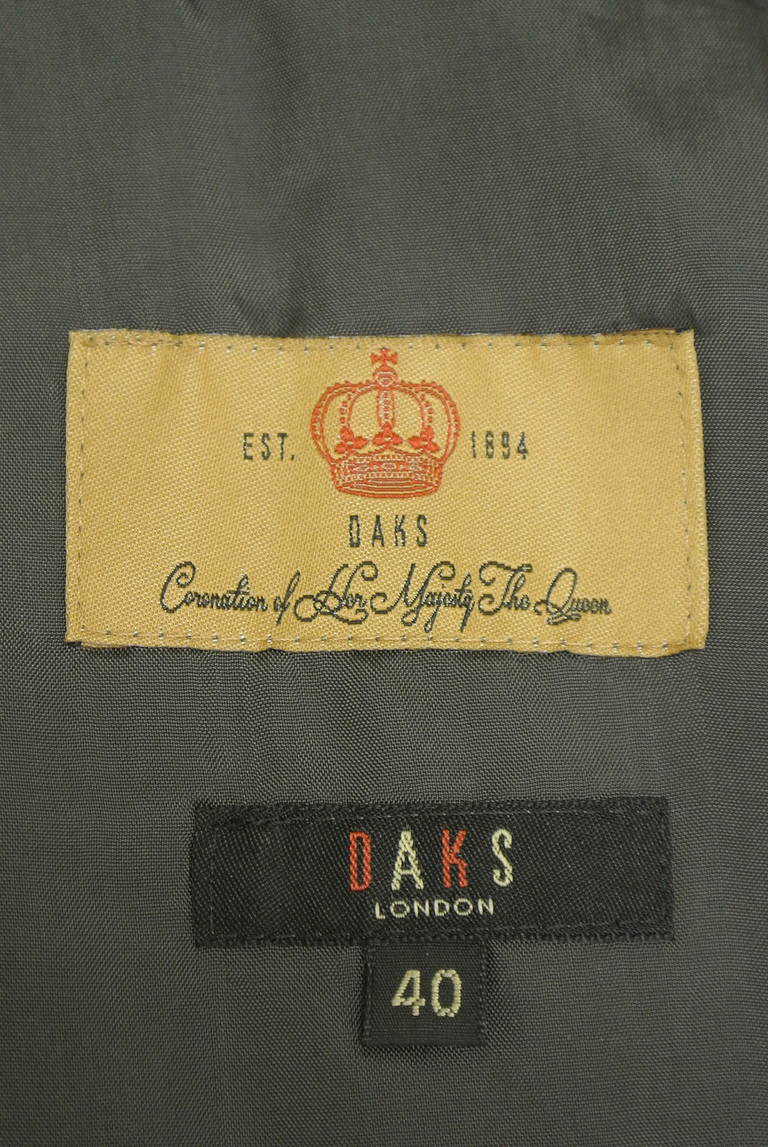 EST. 1894
DAKS
Coronation of Her Majesty The Queen
DAKS
LONDON
40